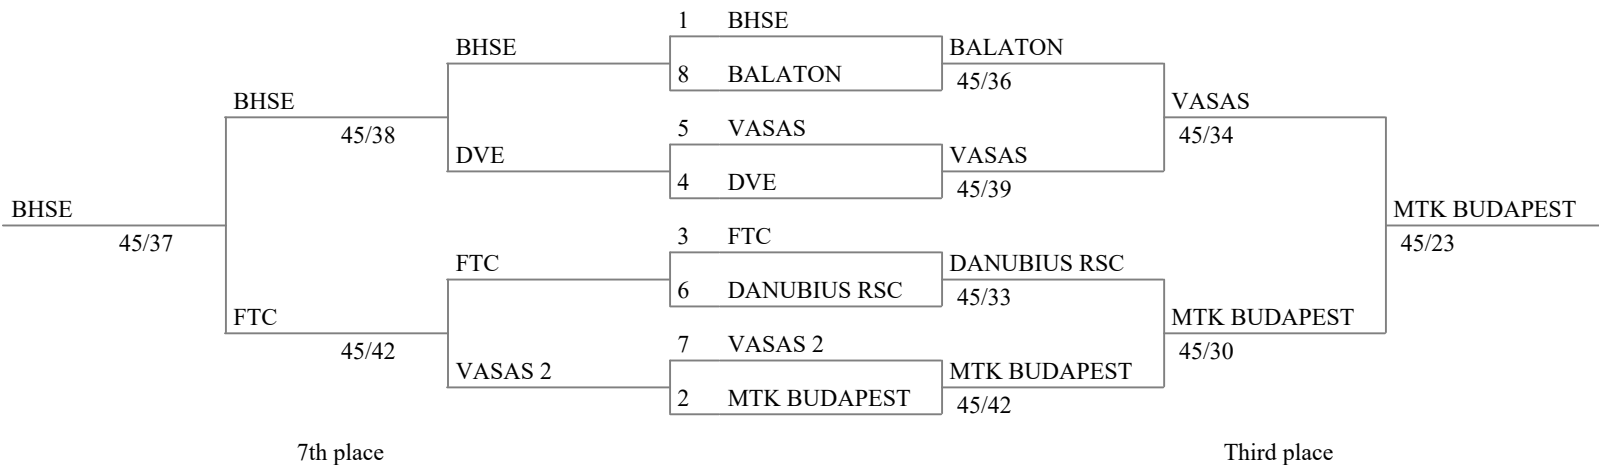 1 BHSE
BHSE BALATON
8 BALATON 45/36
BHSE VASAS
45/38 5 VASAS 45/34
DVE VASAS
4 DVE 45/39
BHSE MTK BUDAPEST
45/37 3 FTC 45/23
FTC DANUBIUS RSC
6 DANUBIUS RSC 45/33
FTC MTK BUDAPEST
45/42 7 VASAS 2 45/30
VASAS 2 MTK BUDAPEST
2 MTK BUDAPEST 45/42
7th place Third place